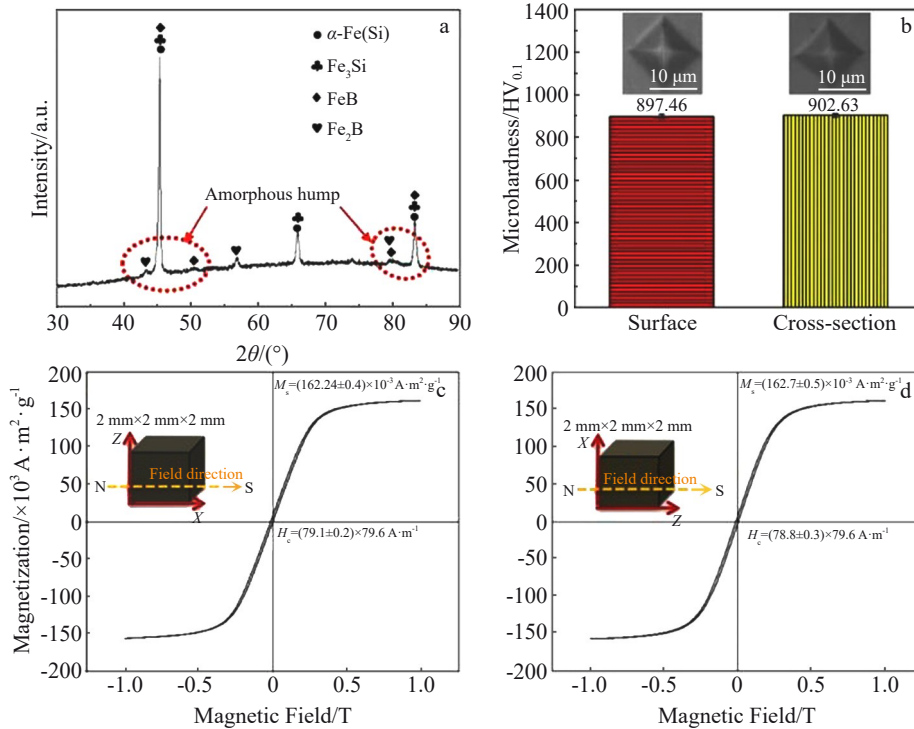 a
● α-Fe(Si)
♣ Fe₃Si
♦ FeB
♥ Fe₂B
Amorphous hump
Intensity/a.u.
30 40 50 60 70 80 90
2θ/(°)
b
1400
1200
1000
800
600
400
200
0
Microhardness/HV₀.₁
10 μm
10 μm
897.46
902.63
Surface
Cross-section
c
200
150
100
50
0
-50
-100
-150
-200
Magnetization/×10³ A·m²·g⁻¹
Mₛ=(162.24±0.4)×10⁻³ A·m²·g⁻¹
2 mm×2 mm×2 mm
Z
Field direction
N
S
X
H_c=(79.1±0.2)×79.6 A·m⁻¹
-1.0 -0.5 0 0.5 1.0
Magnetic Field/T
d
200
150
100
50
0
-50
-100
-150
-200
Magnetization/×10³ A·m²·g⁻¹
Mₛ=(162.7±0.5)×10⁻³ A·m²·g⁻¹
2 mm×2 mm×2 mm
X
Field direction
N
S
Z
H_c=(78.8±0.3)×79.6 A·m⁻¹
-1.0 -0.5 0 0.5 1.0
Magnetic Field/T